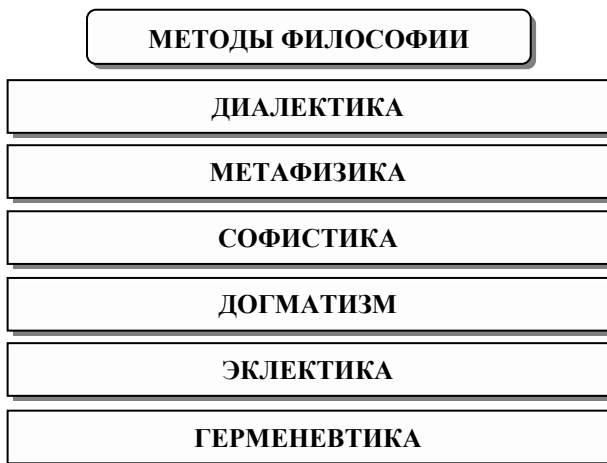 МЕТОДЫ ФИЛОСОФИИ
ДИАЛЕКТИКА
МЕТАФИЗИКА
СОФИСТИКА
ДОГМАТИЗМ
ЭКЛЕКТИКА
ГЕРМЕНЕВТИКА